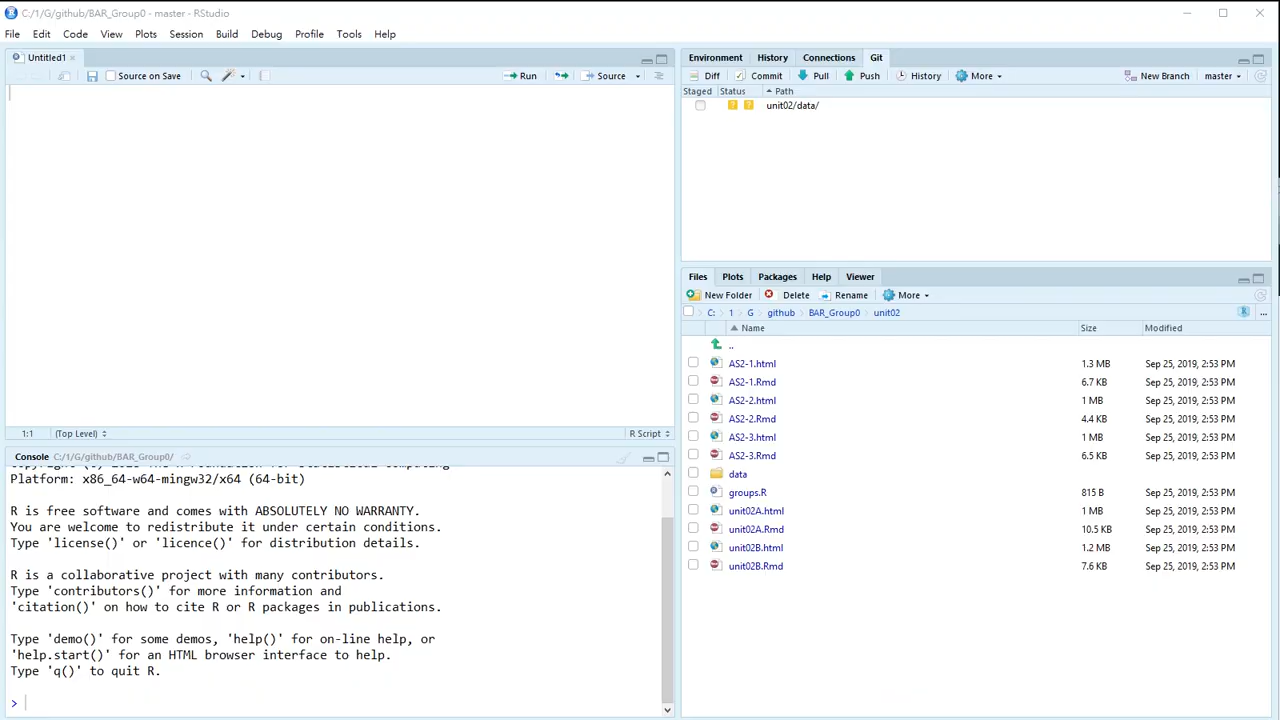 C:/1/G/github/BAR_Group0 - master - RStudio
File Edit Code View Plots Session Build Debug Profile Tools Help
Untitled1
Source on Save Run Source
1:1 (Top Level) R Script
Console C:/1/G/github/BAR_Group0/
Platform: x86_64-w64-mingw32/x64 (64-bit)
R is free software and comes with ABSOLUTELY NO WARRANTY.
You are welcome to redistribute it under certain conditions.
Type 'license()' or 'licence()' for distribution details.
R is a collaborative project with many contributors.
Type 'contributors()' for more information and
'citation()' on how to cite R or R packages in publications.
Type 'demo()' for some demos, 'help()' for on-line help, or
'help.start()' for an HTML browser interface to help.
Type 'q()' to quit R.
>
Environment History Connections Git
Diff Commit Pull Push History More New Branch master
Staged Status Path
? ? unit02/data/
Files Plots Packages Help Viewer
New Folder Delete Rename More
C: 1 G github BAR_Group0 unit02 R ...
Name Size Modified
..
AS2-1.html 1.3 MB Sep 25, 2019, 2:53 PM
AS2-1.Rmd 6.7 KB Sep 25, 2019, 2:53 PM
AS2-2.html 1 MB Sep 25, 2019, 2:53 PM
AS2-2.Rmd 4.4 KB Sep 25, 2019, 2:53 PM
AS2-3.html 1 MB Sep 25, 2019, 2:53 PM
AS2-3.Rmd 6.5 KB Sep 25, 2019, 2:53 PM
data
groups.R 815 B Sep 25, 2019, 2:53 PM
unit02A.html 1 MB Sep 25, 2019, 2:53 PM
unit02A.Rmd 10.5 KB Sep 25, 2019, 2:53 PM
unit02B.html 1.2 MB Sep 25, 2019, 2:53 PM
unit02B.Rmd 7.6 KB Sep 25, 2019, 2:53 PM